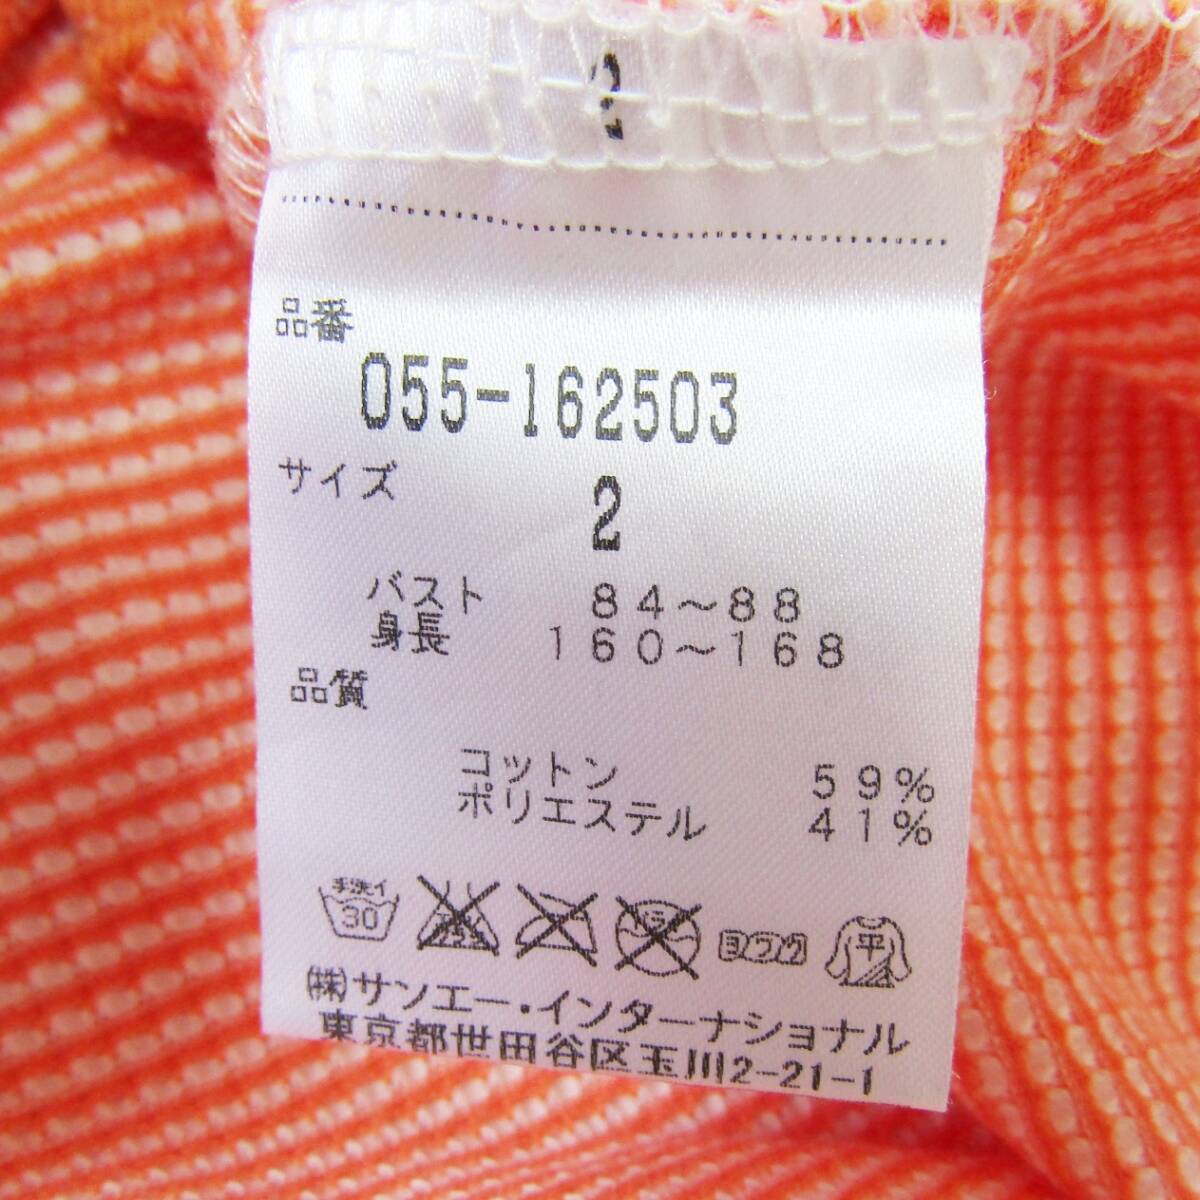 2
品番
055-162503
サイズ
2
バスト 84～88
身長 160～168
品質
コットン 59%
ポリエステル 41%
手洗イ
30
ヨワク
平
㈱サンエー・インターナショナル
東京都世田谷区玉川2-21-1